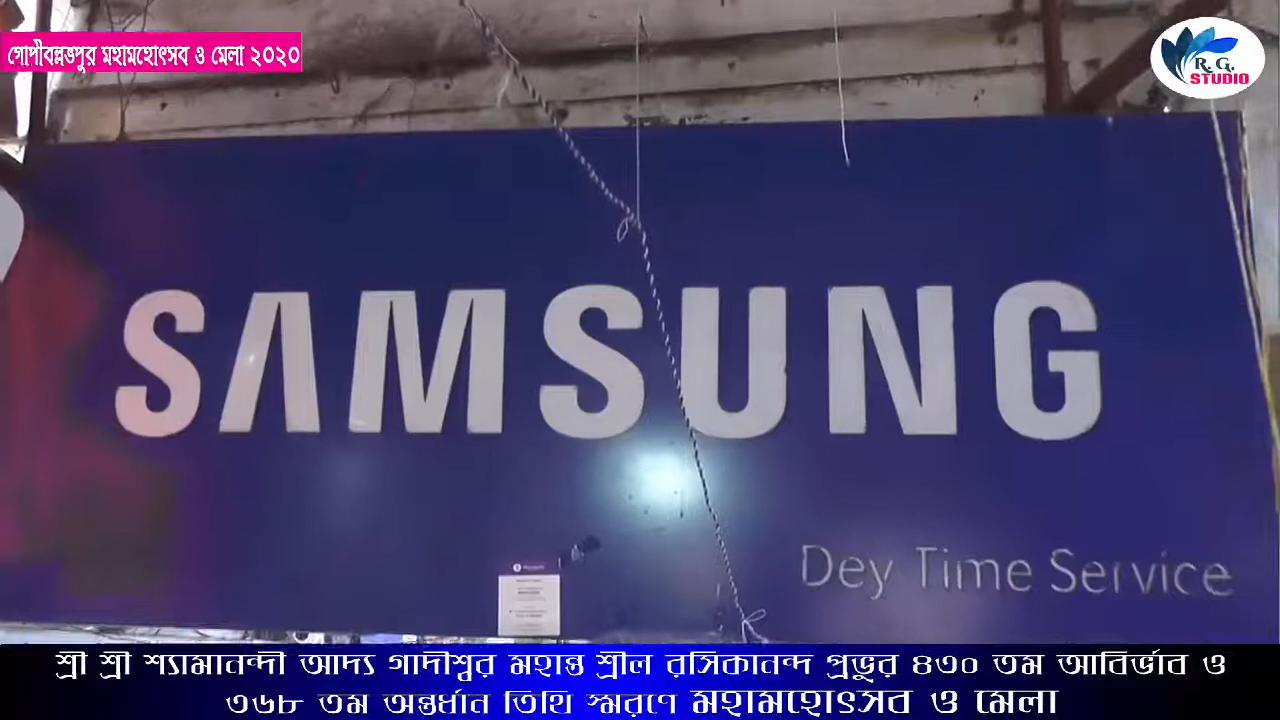 গোপীবল্লভপুর মহামহোৎসব ও মেলা ২০২০
R. G.
STUDIO
SAMSUNG
Dey Time Service
শ্রী শ্রী শ্যামানন্দী আদ্য গাদীশ্বর মহান্ত শ্রীল রসিকানন্দ প্রভুর ৪৩০ তম আবির্ভাব ও
৩৬৮ তম অন্তর্ধান তিথি স্মরণে মহামহোৎসব ও মেলা